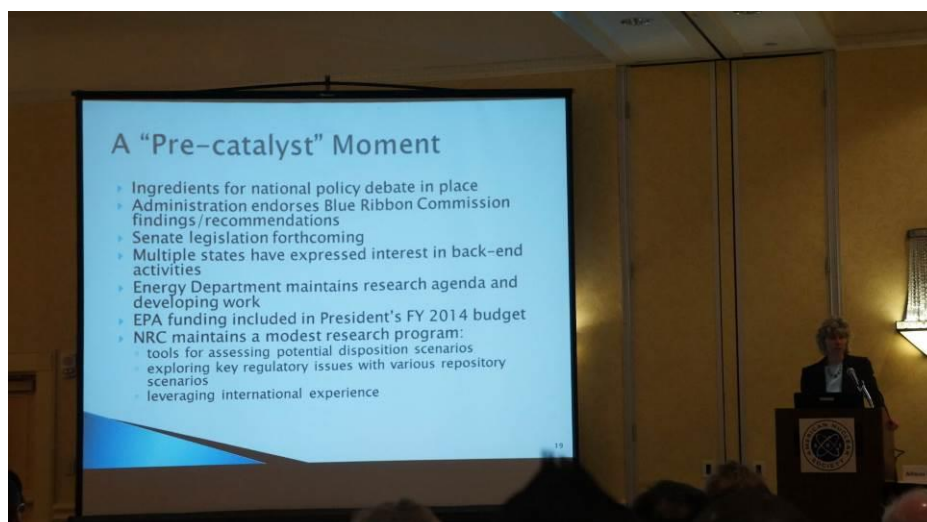 A “Pre-catalyst” Moment
Ingredients for national policy debate in place
Administration endorses Blue Ribbon Commission
findings/recommendations
Senate legislation forthcoming
Multiple states have expressed interest in back-end
activities
Energy Department maintains research agenda and
developing work
EPA funding included in President's FY 2014 budget
NRC maintains a modest research program:
tools for assessing potential disposition scenarios
exploring key regulatory issues with various repository
scenarios
leveraging international experience
19
AMERICAN NUCLEAR
SOCIETY